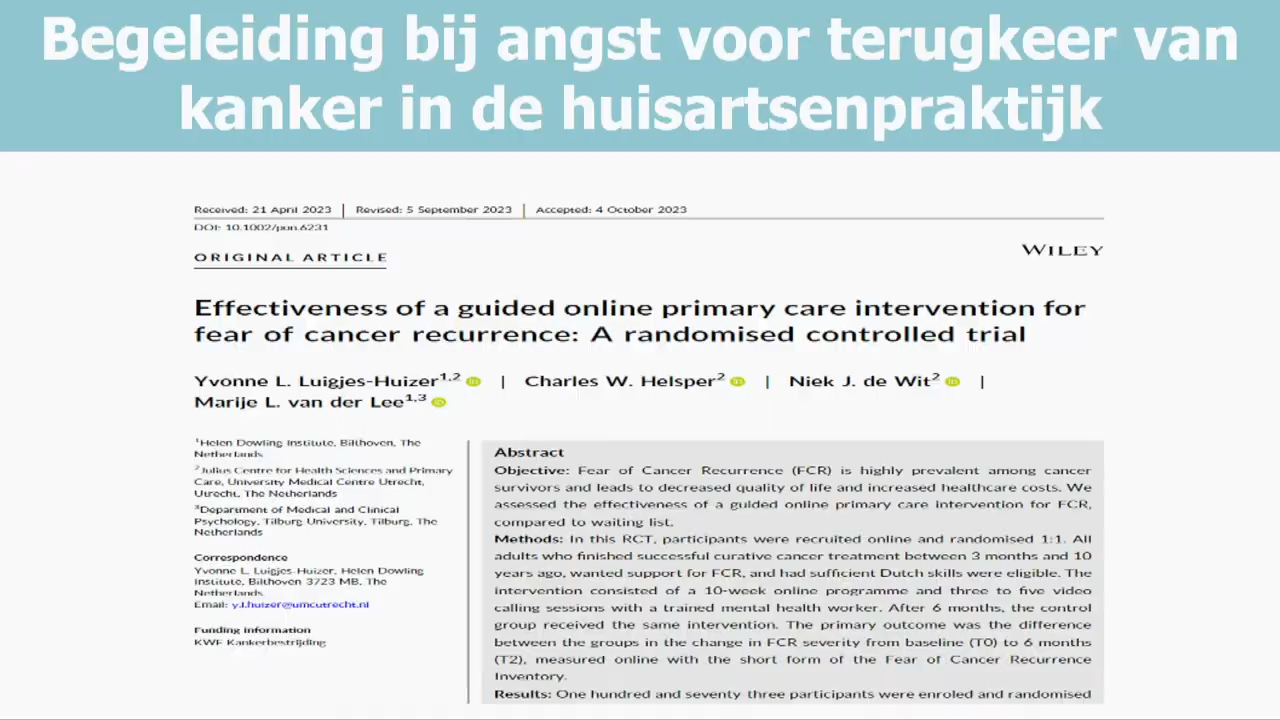 Begeleiding bij angst voor terugkeer van
kanker in de huisartsenpraktijk
Received: 21 April 2023 | Revised: 5 September 2023 | Accepted: 4 October 2023
DOI: 10.1002/pon.6231
ORIGINAL ARTICLE
WILEY
Effectiveness of a guided online primary care intervention for
fear of cancer recurrence: A randomised controlled trial
Yvonne L. Luigjes-Huizer1,2 | Charles W. Helsper2 | Niek J. de Wit2 |
Marije L. van der Lee1,3
1Helen Dowling Institute, Bilthoven, The
Netherlands
2Julius Centre for Health Sciences and Primary
Care, University Medical Centre Utrecht,
Utrecht, The Netherlands
3Department of Medical and Clinical
Psychology, Tilburg University, Tilburg, The
Netherlands
Correspondence
Yvonne L. Luigjes-Huizer, Helen Dowling
Institute, Bilthoven 3723 MB, The
Netherlands.
Email: y.l.huizer@umcutrecht.nl
Funding information
KWF Kankerbestrijding
Abstract
Objective: Fear of Cancer Recurrence (FCR) is highly prevalent among cancer
survivors and leads to decreased quality of life and increased healthcare costs. We
assessed the effectiveness of a guided online primary care intervention for FCR,
compared to waiting list.
Methods: In this RCT, participants were recruited online and randomised 1:1. All
adults who finished successful curative cancer treatment between 3 months and 10
years ago, wanted support for FCR, and had sufficient Dutch skills were eligible. The
intervention consisted of a 10-week online programme and three to five video
calling sessions with a trained mental health worker. After 6 months, the control
group received the same intervention. The primary outcome was the difference
between the groups in the change in FCR severity from baseline (T0) to 6 months
(T2), measured online with the short form of the Fear of Cancer Recurrence
Inventory.
Results: One hundred and seventy three participants were enroled and randomised